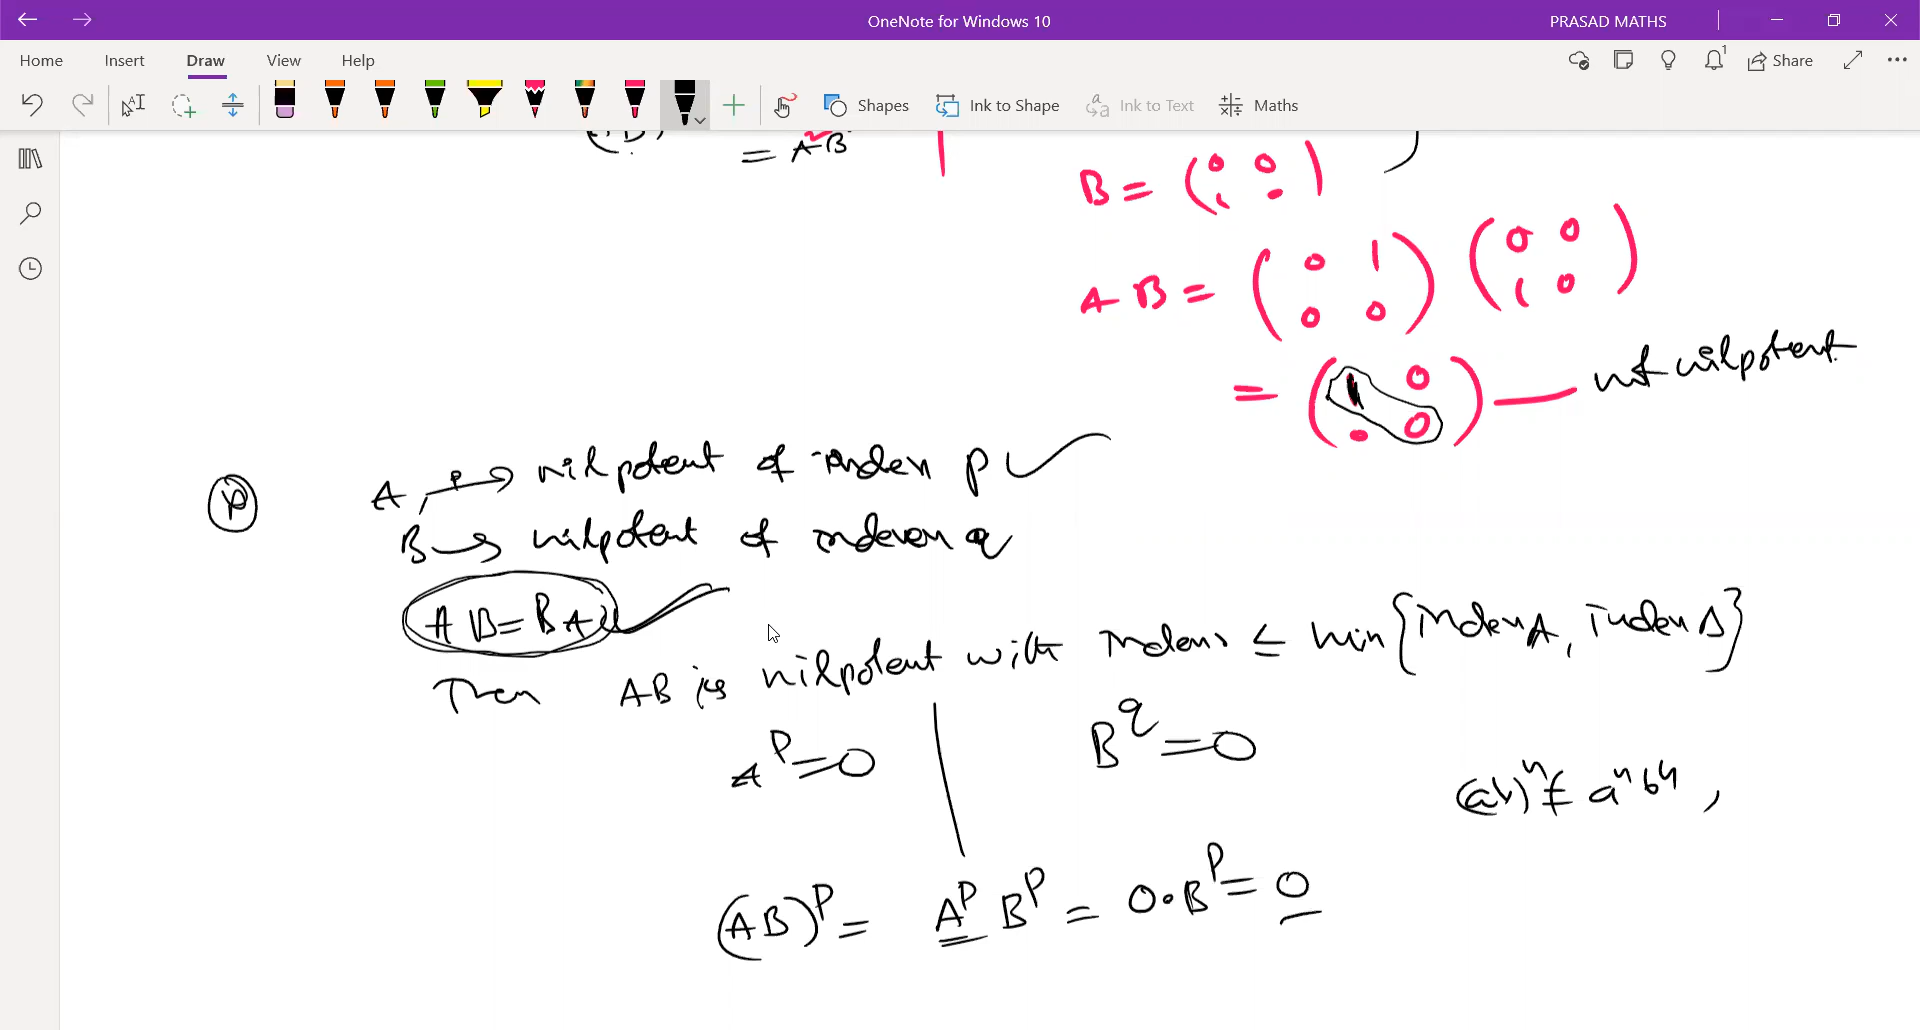 OneNote for Windows 10
PRASAD MATHS
Home Insert Draw View Help
1
Share
Shapes
Ink to Shape
Ink to Text
Maths
= A²B
B = (0 0
1 0)
AB = (0 1
0 0) (0 0
1 0)
= (1 0
0 0) — not nilpotent
P
A → nilpotent of index p
B → nilpotent of index q
AB = BA
Then AB is nilpotent with index ≤ min {index A, index B}
A^P = 0
B^q = 0
(ab)^n ≠ a^n b^n ,
(AB)^P = A^P B^P = 0·B^P = 0